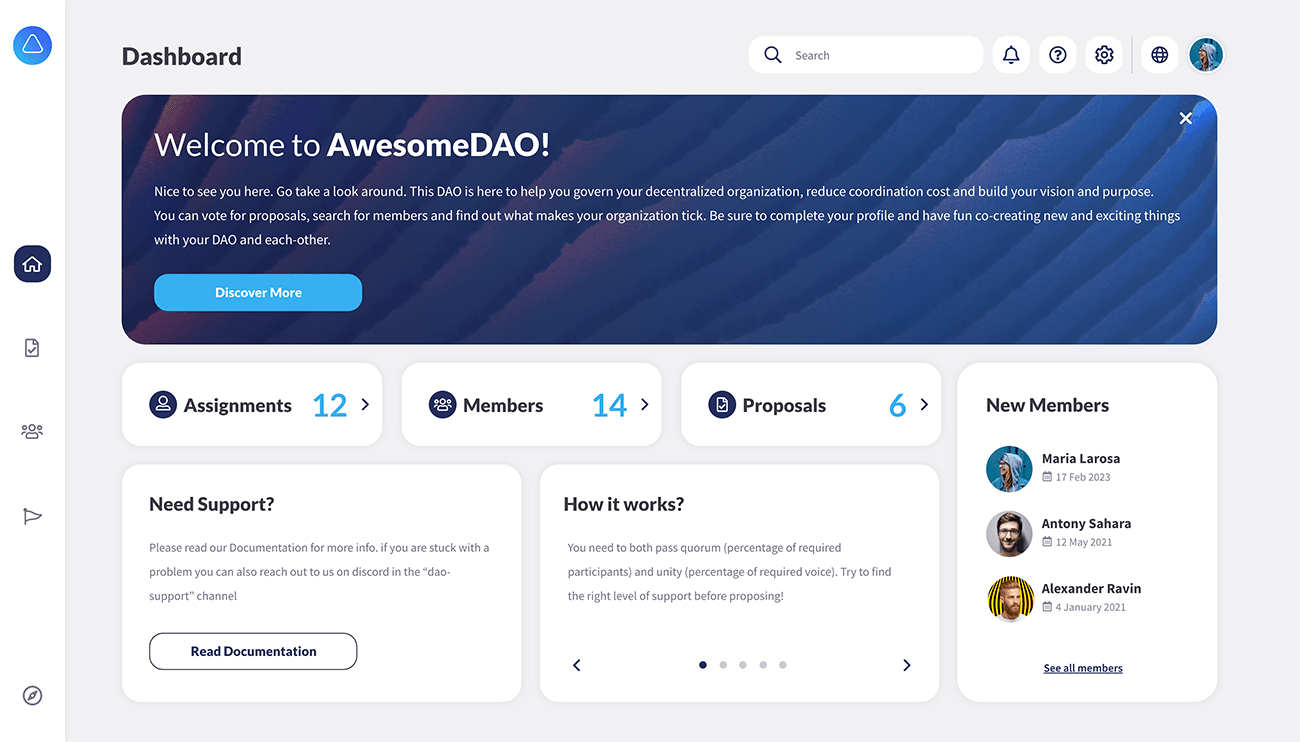 Dashboard
Search
Welcome to AwesomeDAO!
Nice to see you here. Go take a look around. This DAO is here to help you govern your decentralized organization, reduce coordination cost and build your vision and purpose.
You can vote for proposals, search for members and find out what makes your organization tick. Be sure to complete your profile and have fun co-creating new and exciting things
with your DAO and each-other.
Discover More
Assignments 12
Members 14
Proposals 6
Need Support?
Please read our Documentation for more info. if you are stuck with a
problem you can also reach out to us on discord in the “dao-
support” channel
Read Documentation
How it works?
You need to both pass quorum (percentage of required
participants) and unity (percentage of required voice). Try to find
the right level of support before proposing!
New Members
Maria Larosa
17 Feb 2023
Antony Sahara
12 May 2021
Alexander Ravin
4 January 2021
See all members